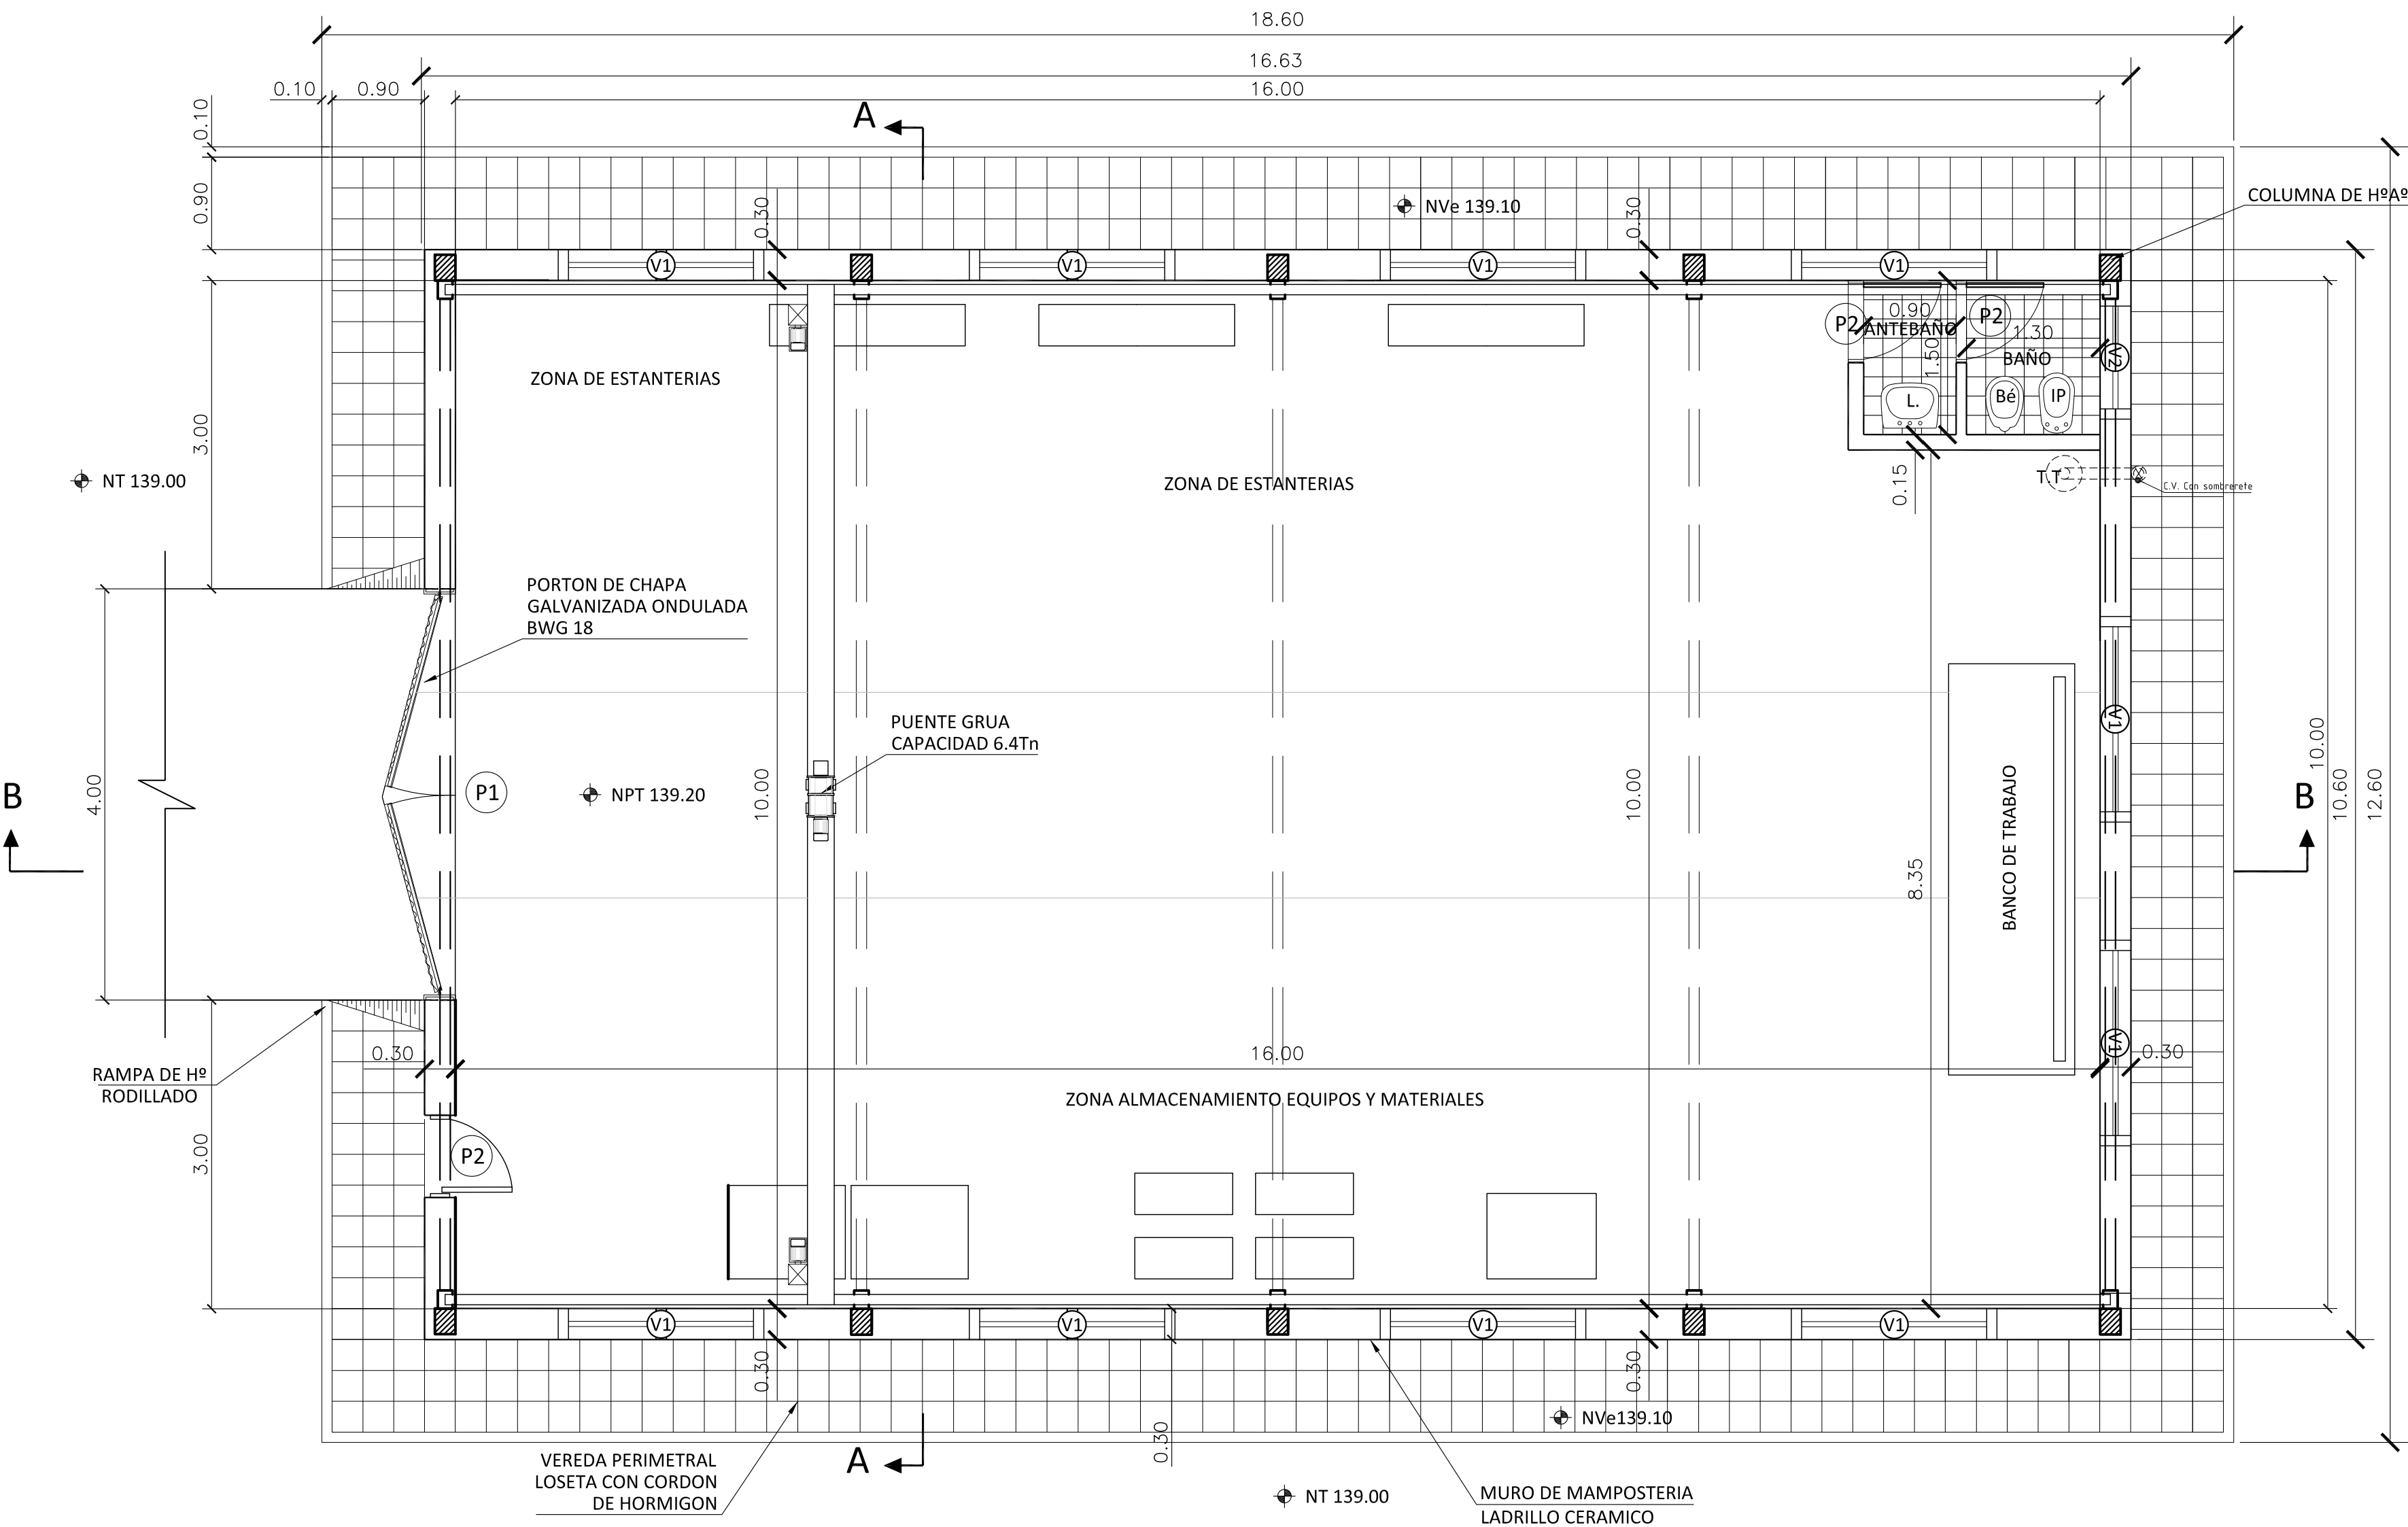 18.60
16.63
16.00
0.10
0.90
0.10
A
0.90
0.30
NVe 139.10
0.30
COLUMNA DE HºAº
V1
V1
V1
V1
P2
0.90
ANTEBAÑO
P2
1.30
BAÑO
1.50
V2
ZONA DE ESTANTERIAS
L.
Bé
IP
3.00
NT 139.00
ZONA DE ESTANTERIAS
0.15
T.T
C.V. Con sombrerete
PORTON DE CHAPA
GALVANIZADA ONDULADA
BWG 18
PUENTE GRUA
CAPACIDAD 6.4Tn
V1
10.00
10.60
12.60
B
4.00
P1
NPT 139.20
10.00
10.00
8.35
BANCO DE TRABAJO
B
0.30
16.00
V1
0.30
RAMPA DE Hº
RODILLADO
ZONA ALMACENAMIENTO EQUIPOS Y MATERIALES
3.00
P2
V1
V1
V1
V1
0.30
0.30
NVe139.10
0.30
VEREDA PERIMETRAL
LOSETA CON CORDON
DE HORMIGON
A
NT 139.00
MURO DE MAMPOSTERIA
LADRILLO CERAMICO